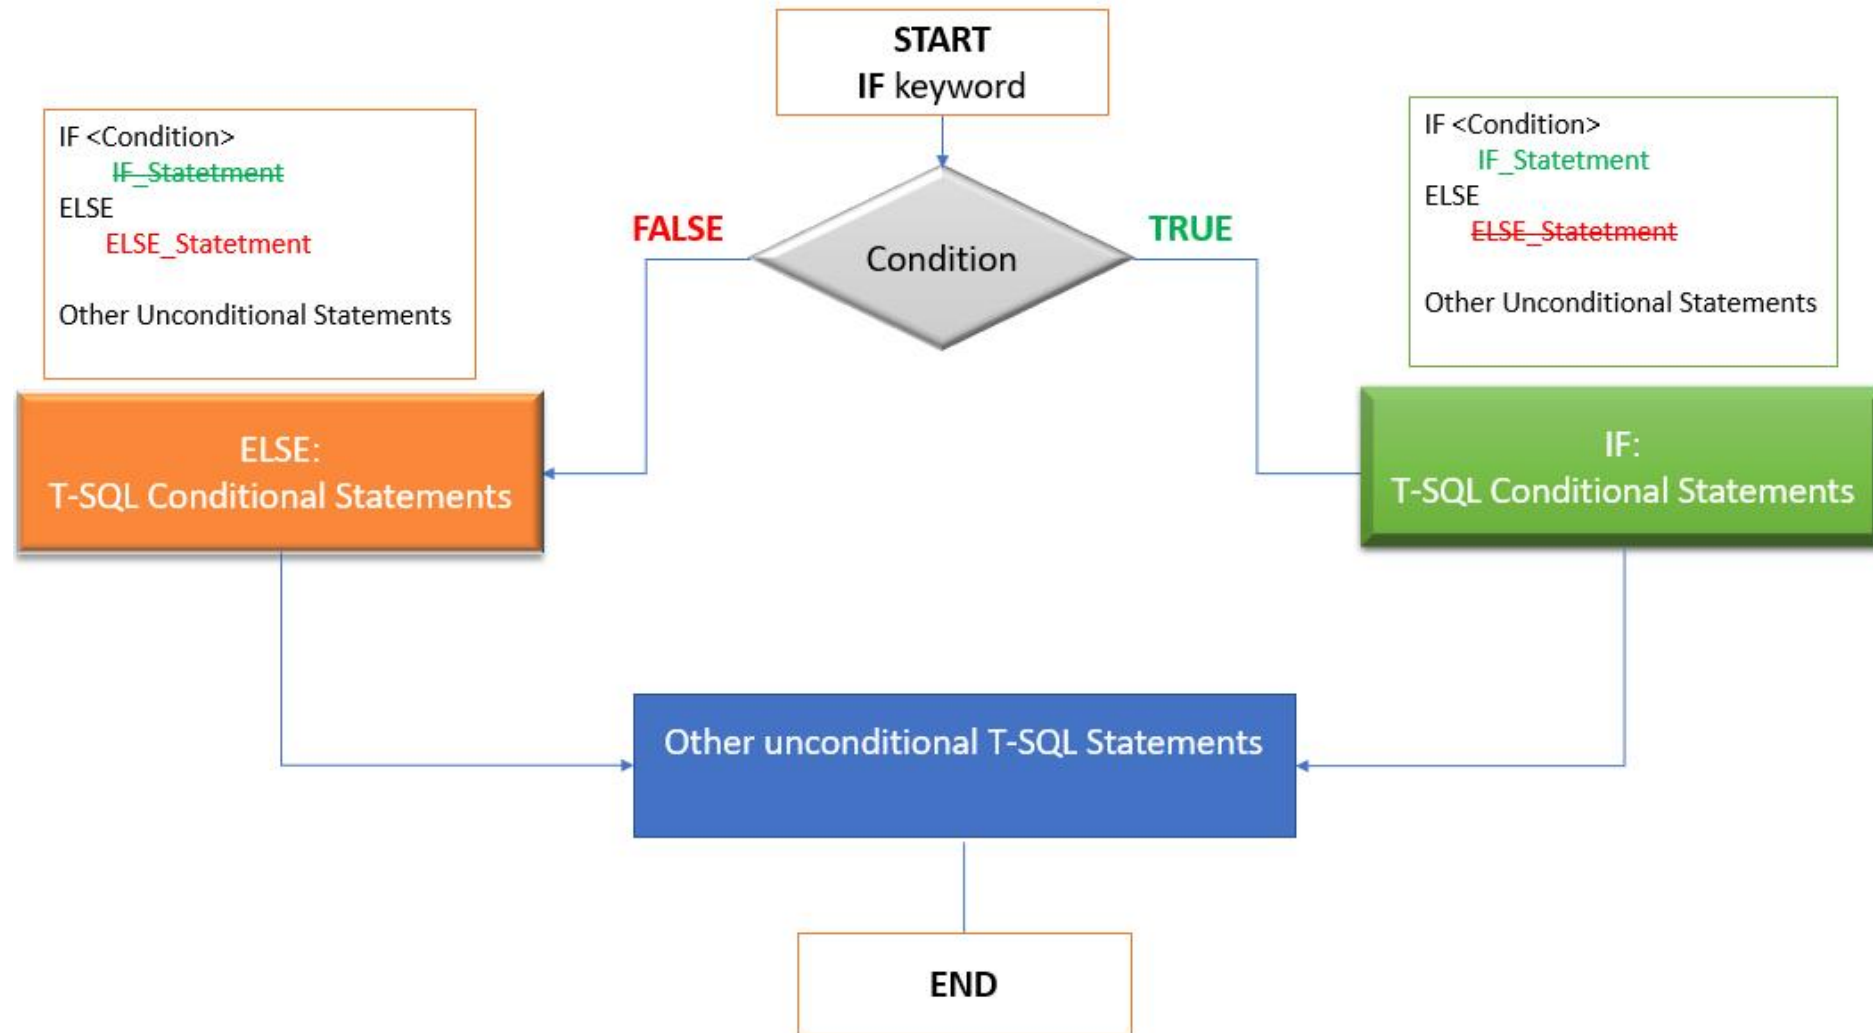 START
IF keyword
IF <Condition>
IF_Statetment
ELSE
ELSE_Statetment
Other Unconditional Statements
FALSE
Condition
TRUE
IF <Condition>
IF_Statetment
ELSE
ELSE_Statetment
Other Unconditional Statements
ELSE:
T-SQL Conditional Statements
IF:
T-SQL Conditional Statements
Other unconditional T-SQL Statements
END